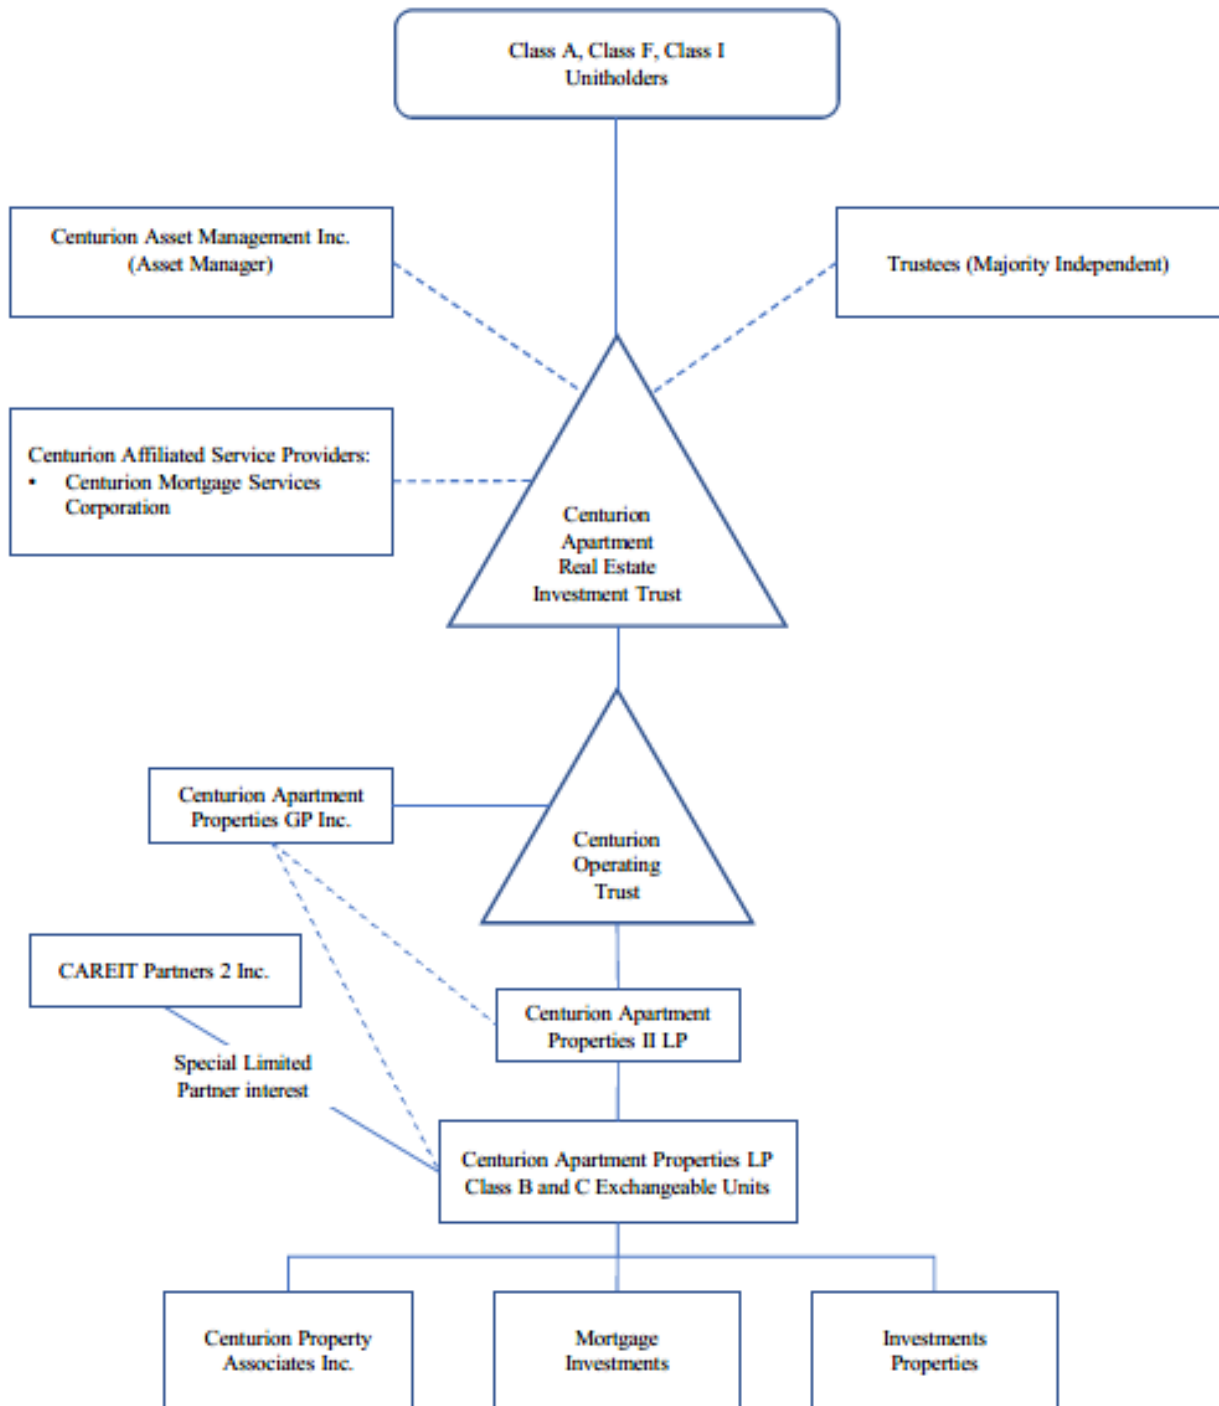 Class A, Class F, Class I
Unitholders
Centurion Asset Management Inc.
(Asset Manager)
Trustees (Majority Independent)
Centurion Affiliated Service Providers:
• Centurion Mortgage Services
Corporation
Centurion
Apartment
Real Estate
Investment Trust
Centurion Apartment
Properties GP Inc.
Centurion
Operating
Trust
CAREIT Partners 2 Inc.
Centurion Apartment
Properties II LP
Special Limited
Partner interest
Centurion Apartment Properties LP
Class B and C Exchangeable Units
Centurion Property
Associates Inc.
Mortgage
Investments
Investments
Properties